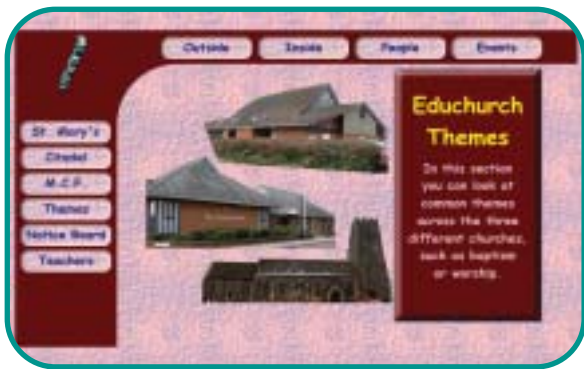 Outside Inside People Events
St. Mary's
Citadel
M.C.F.
Themes
Notice Board
Teachers
Educhurch
Themes
In this section
you can look at
common themes
across the three
different churches,
such as baptism
or worship.